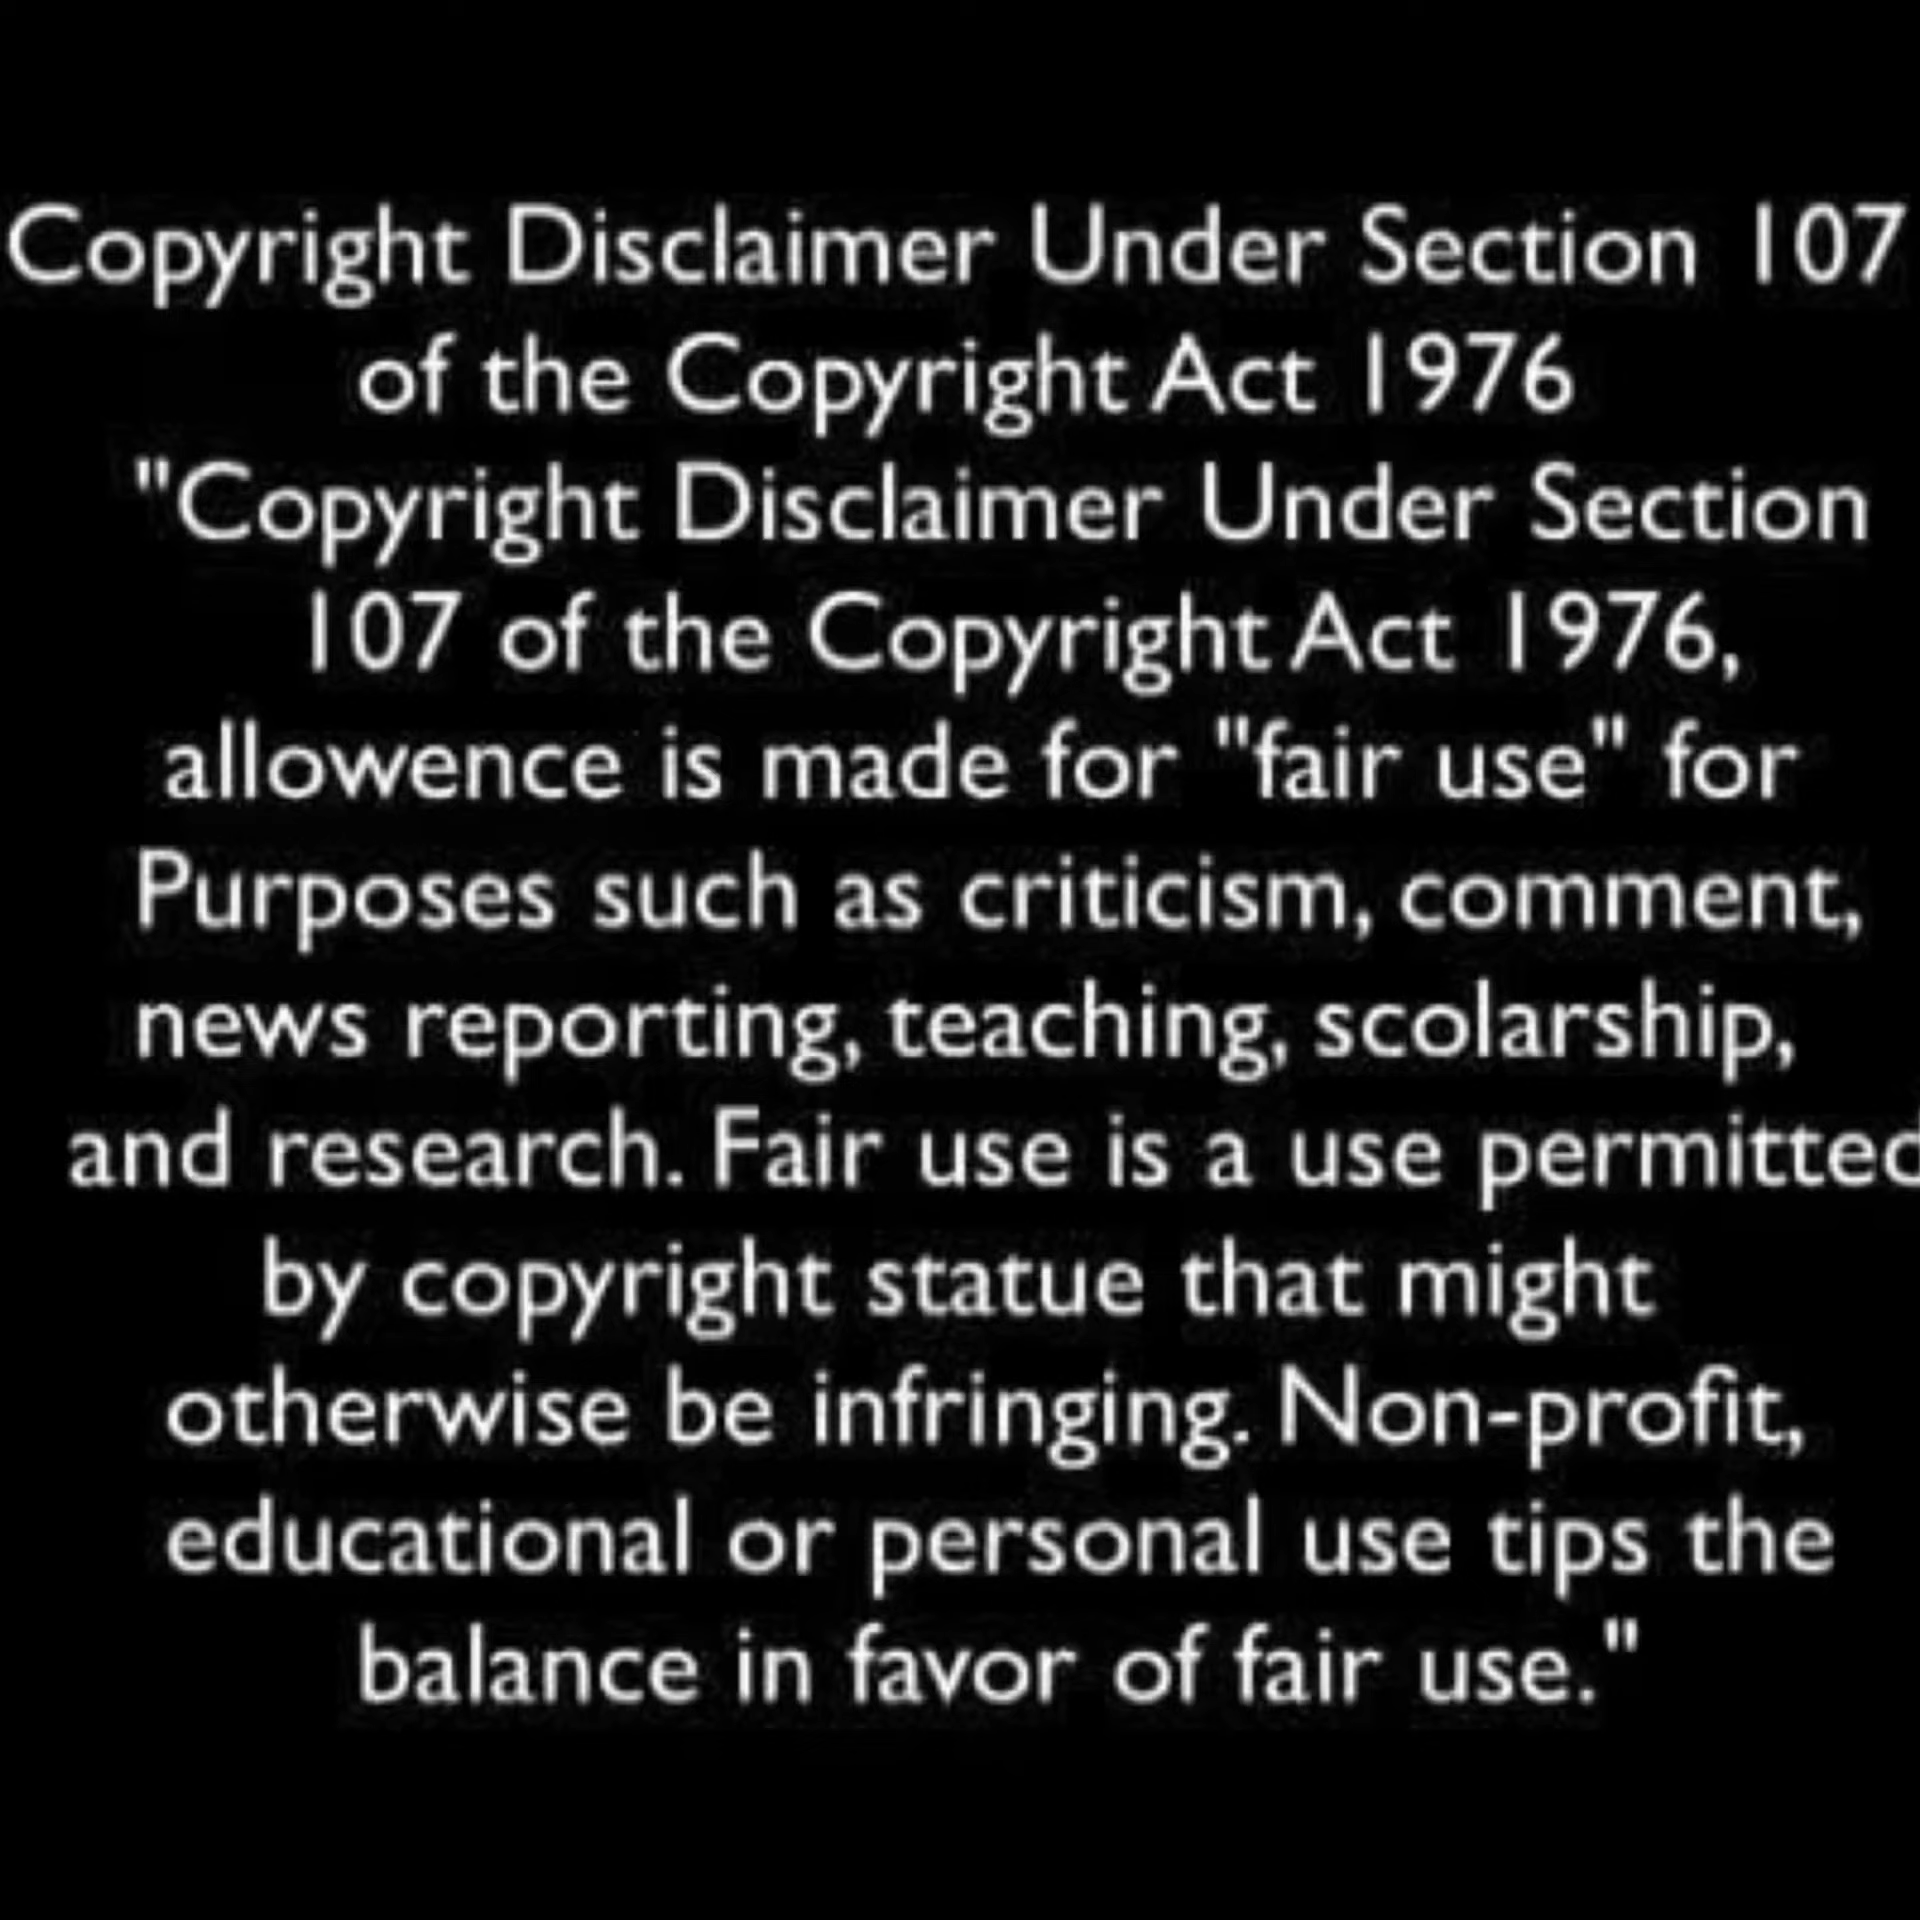 Copyright Disclaimer Under Section 107
of the Copyright Act 1976
"Copyright Disclaimer Under Section
107 of the Copyright Act 1976,
allowence is made for "fair use" for
Purposes such as criticism, comment,
news reporting, teaching, scolarship,
and research. Fair use is a use permitted
by copyright statue that might
otherwise be infringing. Non-profit,
educational or personal use tips the
balance in favor of fair use."